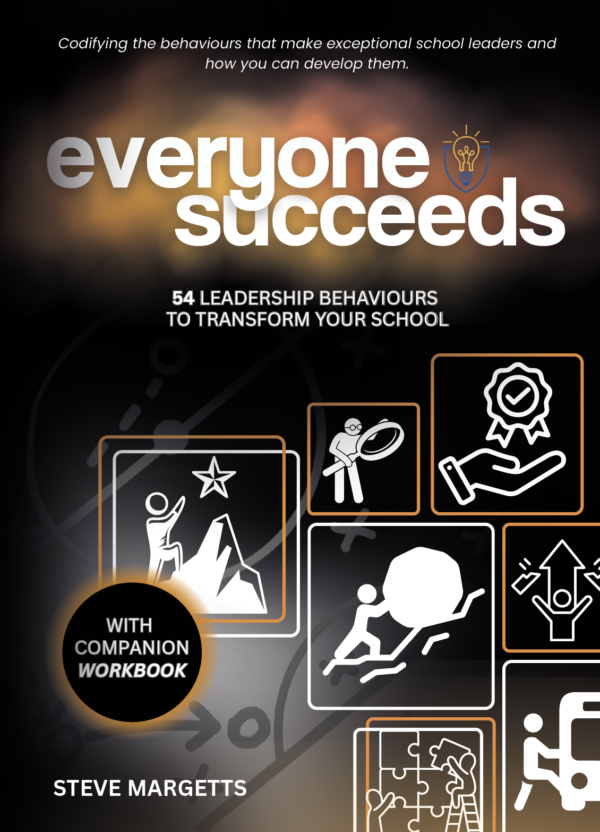 Codifying the behaviours that make exceptional school leaders and
how you can develop them.
everyone
succeeds
54 LEADERSHIP BEHAVIOURS
TO TRANSFORM YOUR SCHOOL
WITH
COMPANION
WORKBOOK
STEVE MARGETTS